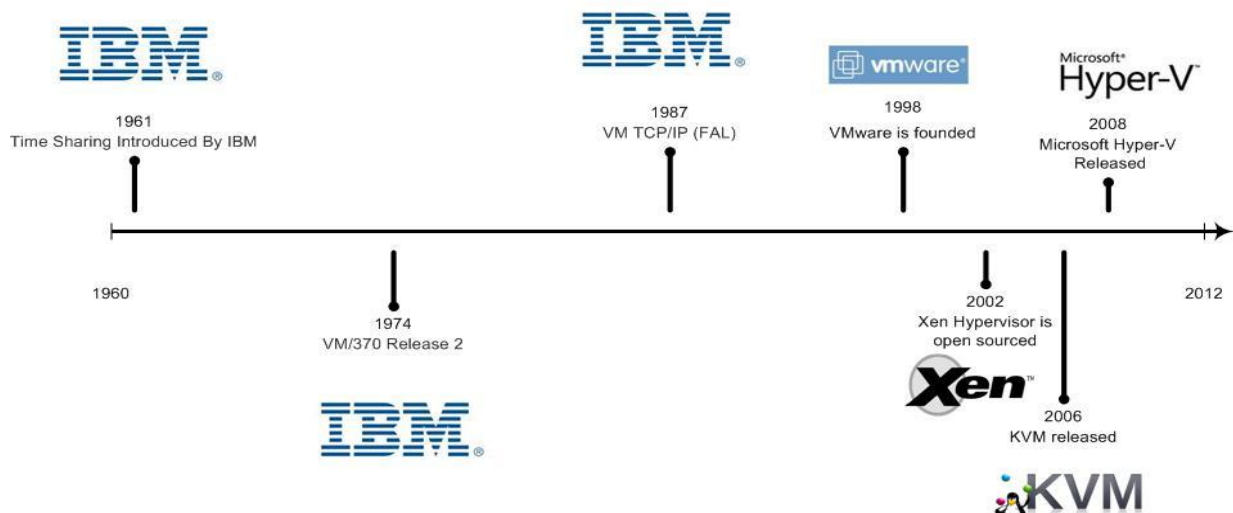 IBM®
1961
Time Sharing Introduced By IBM
IBM®
1987
VM TCP/IP (FAL)
vmware®
1998
VMware is founded
Microsoft®
Hyper-V™
2008
Microsoft Hyper-V
Released
1960
2012
1974
VM/370 Release 2
IBM®
2002
Xen Hypervisor is
open sourced
Xen™
2006
KVM released
KVM